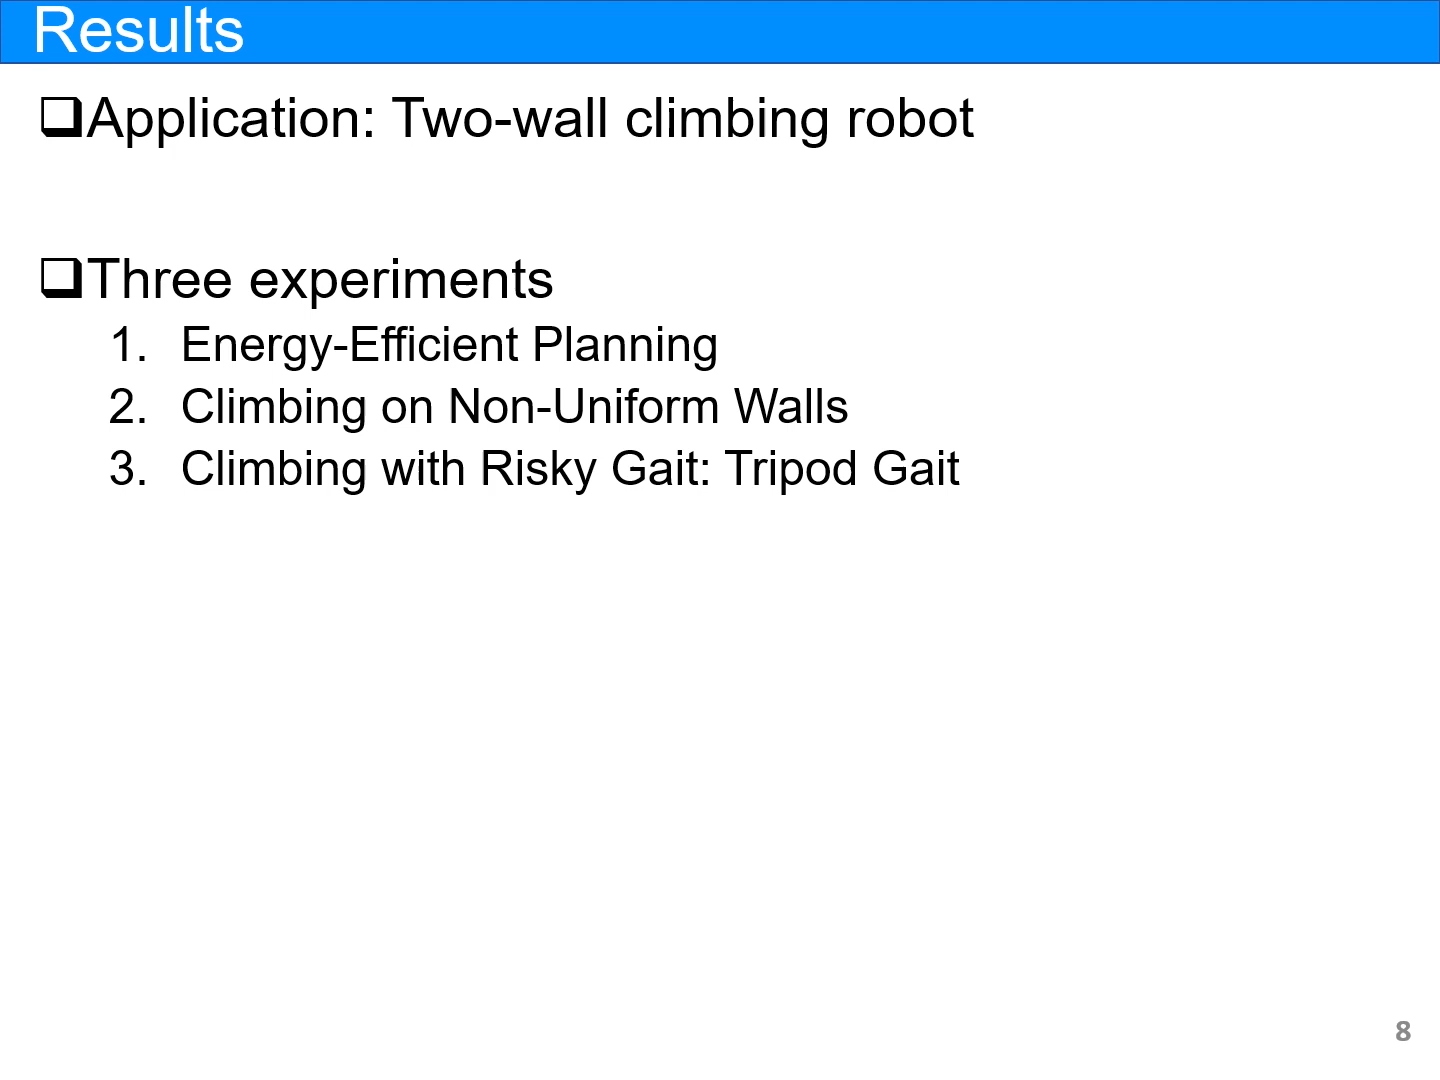 Results
Application: Two-wall climbing robot
Three experiments
1. Energy-Efficient Planning
2. Climbing on Non-Uniform Walls
3. Climbing with Risky Gait: Tripod Gait
8